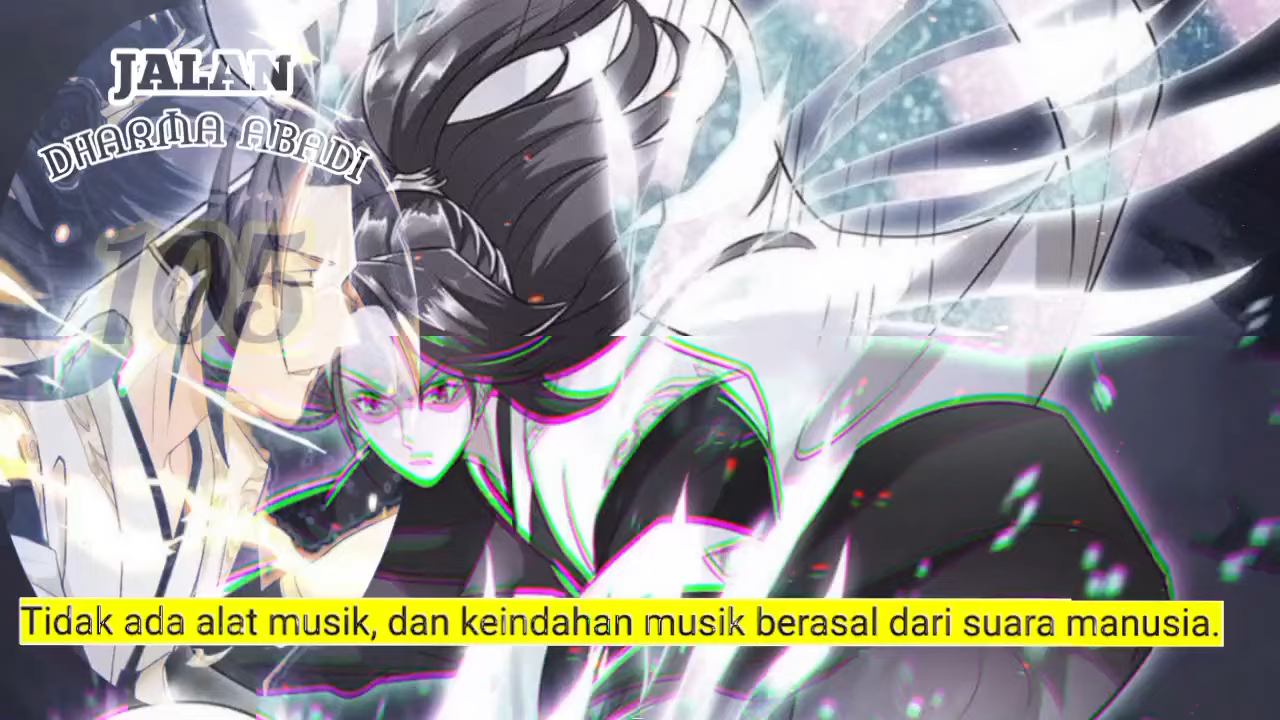 JALAN
DHARMA ABADI
105
Tidak ada alat musik, dan keindahan musik berasal dari suara manusia.